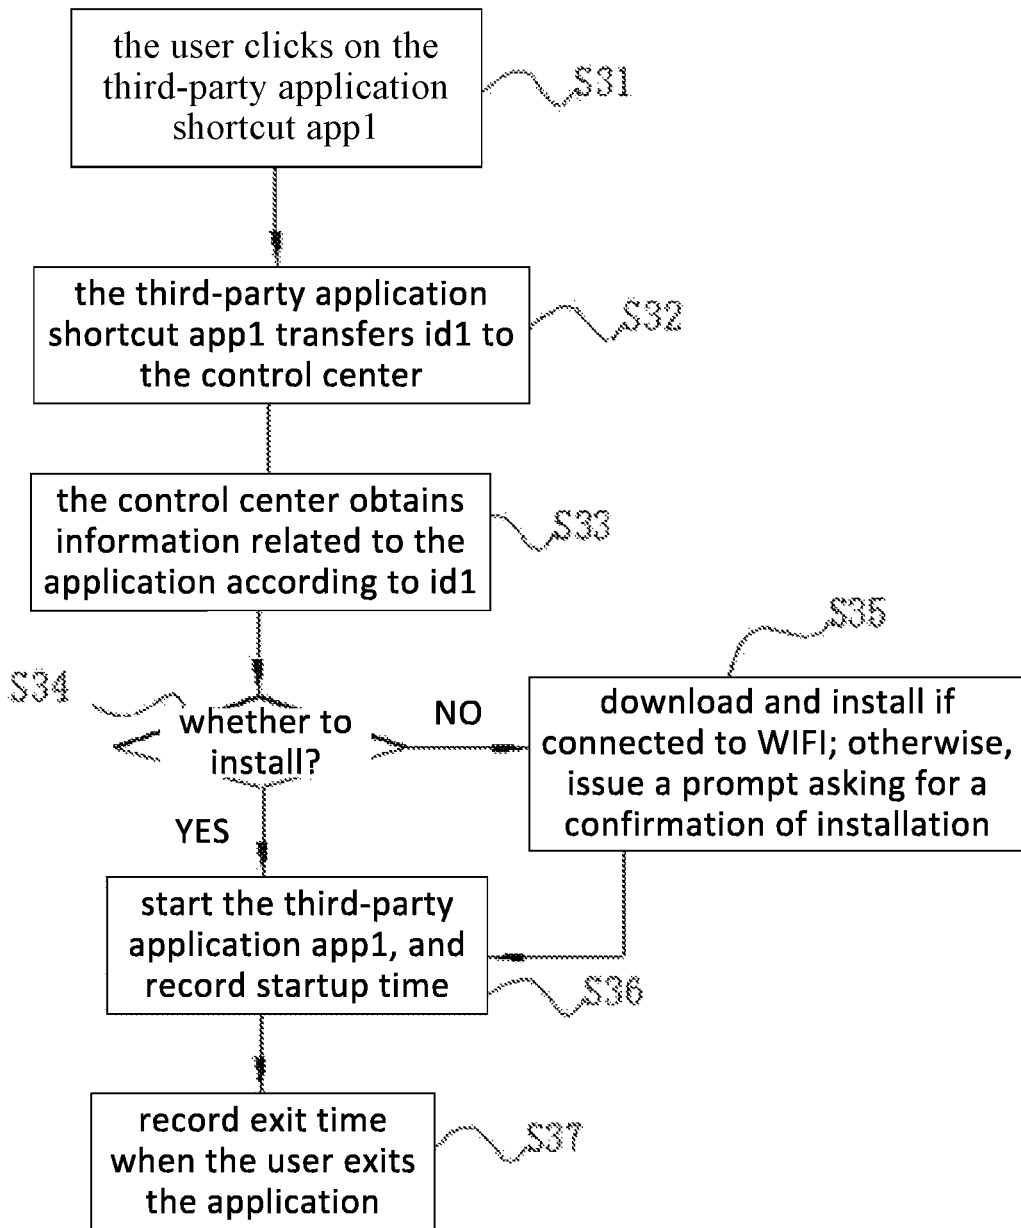 the user clicks on the
third-party application
shortcut app1
S31
the third-party application
shortcut app1 transfers id1 to
the control center
S32
the control center obtains
information related to the
application according to id1
S33
S34
whether to
install?
NO
YES
S35
download and install if
connected to WIFI; otherwise,
issue a prompt asking for a
confirmation of installation
start the third-party
application app1, and
record startup time
S36
record exit time
when the user exits
the application
S37